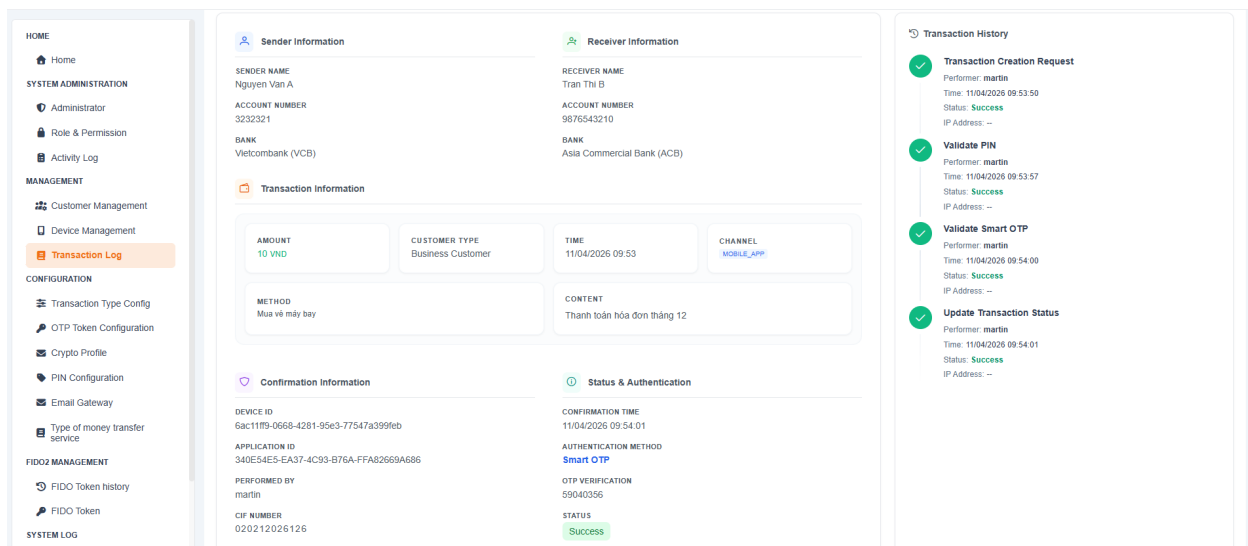 HOME
Home
SYSTEM ADMINISTRATION
Administrator
Role & Permission
Activity Log
MANAGEMENT
Customer Management
Device Management
Transaction Log
CONFIGURATION
Transaction Type Config
OTP Token Configuration
Crypto Profile
PIN Configuration
Email Gateway
Type of money transfer
service
FIDO2 MANAGEMENT
FIDO Token history
FIDO Token
SYSTEM LOG
Sender Information
SENDER NAME
Nguyen Van A
ACCOUNT NUMBER
3232321
BANK
Vietcombank (VCB)
Receiver Information
RECEIVER NAME
Tran Thi B
ACCOUNT NUMBER
9876543210
BANK
Asia Commercial Bank (ACB)
Transaction Information
AMOUNT
10 VND
CUSTOMER TYPE
Business Customer
TIME
11/04/2026 09:53
CHANNEL
MOBILE_APP
METHOD
Mua vé máy bay
CONTENT
Thanh toán hóa đơn tháng 12
Confirmation Information
DEVICE ID
6ac11ff9-0668-4281-95e3-77547a399feb
APPLICATION ID
340E54E5-EA37-4C93-B76A-FFA82669A686
PERFORMED BY
martin
CIF NUMBER
020212026126
Status & Authentication
CONFIRMATION TIME
11/04/2026 09:54:01
AUTHENTICATION METHOD
Smart OTP
OTP VERIFICATION
59040356
STATUS
Success
Transaction History
Transaction Creation Request
Performer: martin
Time: 11/04/2026 09:53:50
Status: Success
IP Address: --
Validate PIN
Performer: martin
Time: 11/04/2026 09:53:57
Status: Success
IP Address: --
Validate Smart OTP
Performer: martin
Time: 11/04/2026 09:54:00
Status: Success
IP Address: --
Update Transaction Status
Performer: martin
Time: 11/04/2026 09:54:01
Status: Success
IP Address: --